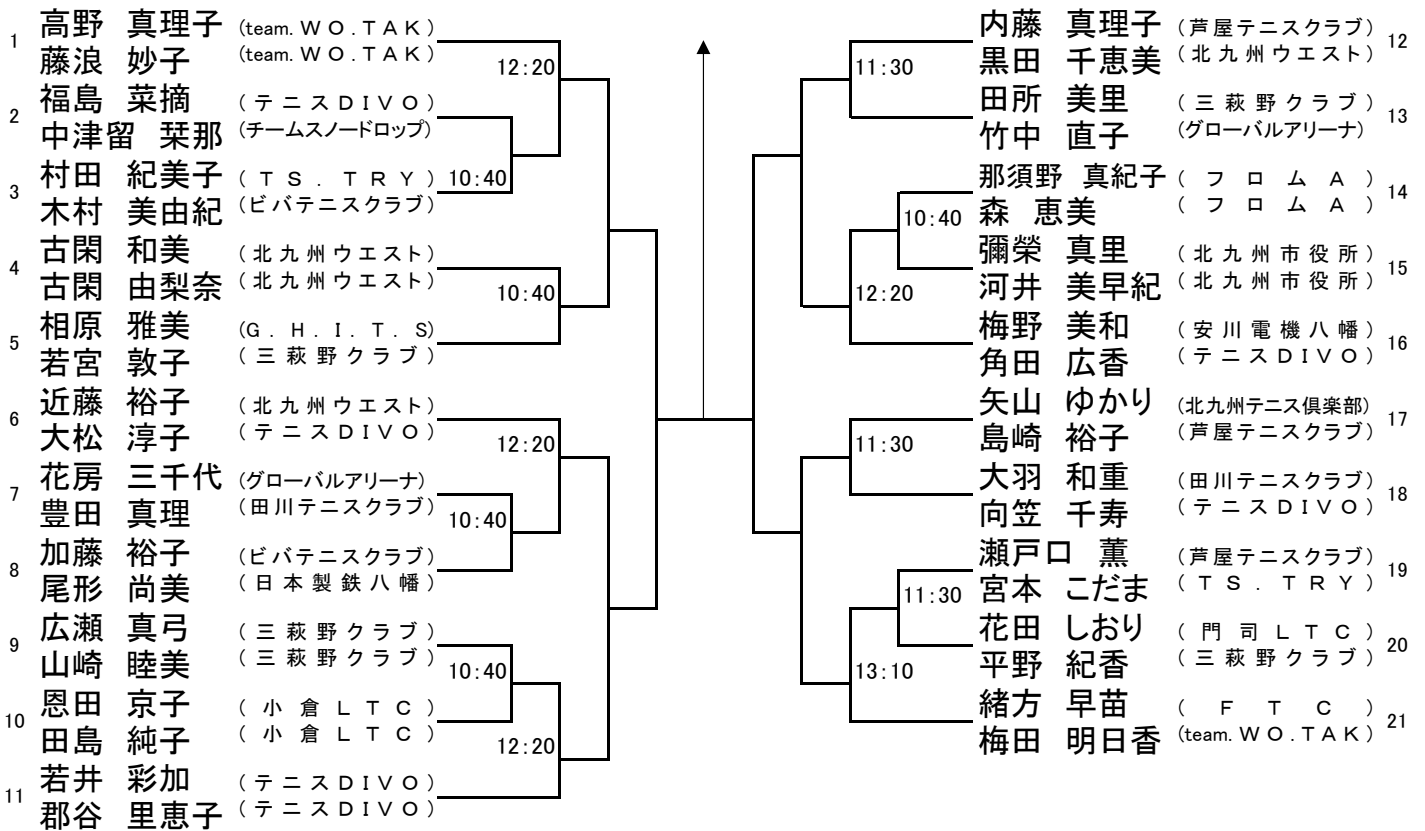 1 高野 真理子 (team.ＷＯ.ＴＡＫ)
藤浪 妙子 (team.ＷＯ.ＴＡＫ)
12:20
2 福島 菜摘 (テニスＤＩＶＯ)
中津留 栞那 (チームスノードロップ)
3 村田 紀美子 (ＴＳ．ＴＲＹ)
木村 美由紀 (ビバテニスクラブ)
10:40
4 古閑 和美 (北九州ウエスト)
古閑 由梨奈 (北九州ウエスト)
10:40
5 相原 雅美 (Ｇ.Ｈ.Ｉ.Ｔ.Ｓ)
若宮 敦子 (三萩野クラブ)
6 近藤 裕子 (北九州ウエスト)
大松 淳子 (テニスＤＩＶＯ)
12:20
7 花房 三千代 (グローバルアリーナ)
豊田 真理 (田川テニスクラブ)
10:40
8 加藤 裕子 (ビバテニスクラブ)
尾形 尚美 (日本製鉄八幡)
9 広瀬 真弓 (三萩野クラブ)
山崎 睦美 (三萩野クラブ)
10:40
10 恩田 京子 (小倉ＬＴＣ)
田島 純子 (小倉ＬＴＣ)
12:20
11 若井 彩加 (テニスＤＩＶＯ)
郡谷 里恵子 (テニスＤＩＶＯ)
内藤 真理子 (芦屋テニスクラブ) 12
黒田 千恵美 (北九州ウエスト)
11:30
田所 美里 (三萩野クラブ) 13
竹中 直子 (グローバルアリーナ)
那須野 真紀子 (フロムＡ) 14
森 恵美 (フロムＡ)
10:40
彌榮 真里 (北九州市役所) 15
河井 美早紀 (北九州市役所)
12:20
梅野 美和 (安川電機八幡) 16
角田 広香 (テニスＤＩＶＯ)
矢山 ゆかり (北九州テニス倶楽部) 17
島崎 裕子 (芦屋テニスクラブ)
11:30
大羽 和重 (田川テニスクラブ) 18
向笠 千寿 (テニスＤＩＶＯ)
瀬戸口 薫 (芦屋テニスクラブ) 19
宮本 こだま (ＴＳ．ＴＲＹ)
11:30
花田 しおり (門司ＬＴＣ) 20
平野 紀香 (三萩野クラブ)
13:10
緒方 早苗 (ＦＴＣ) 21
梅田 明日香 (team.ＷＯ.ＴＡＫ)